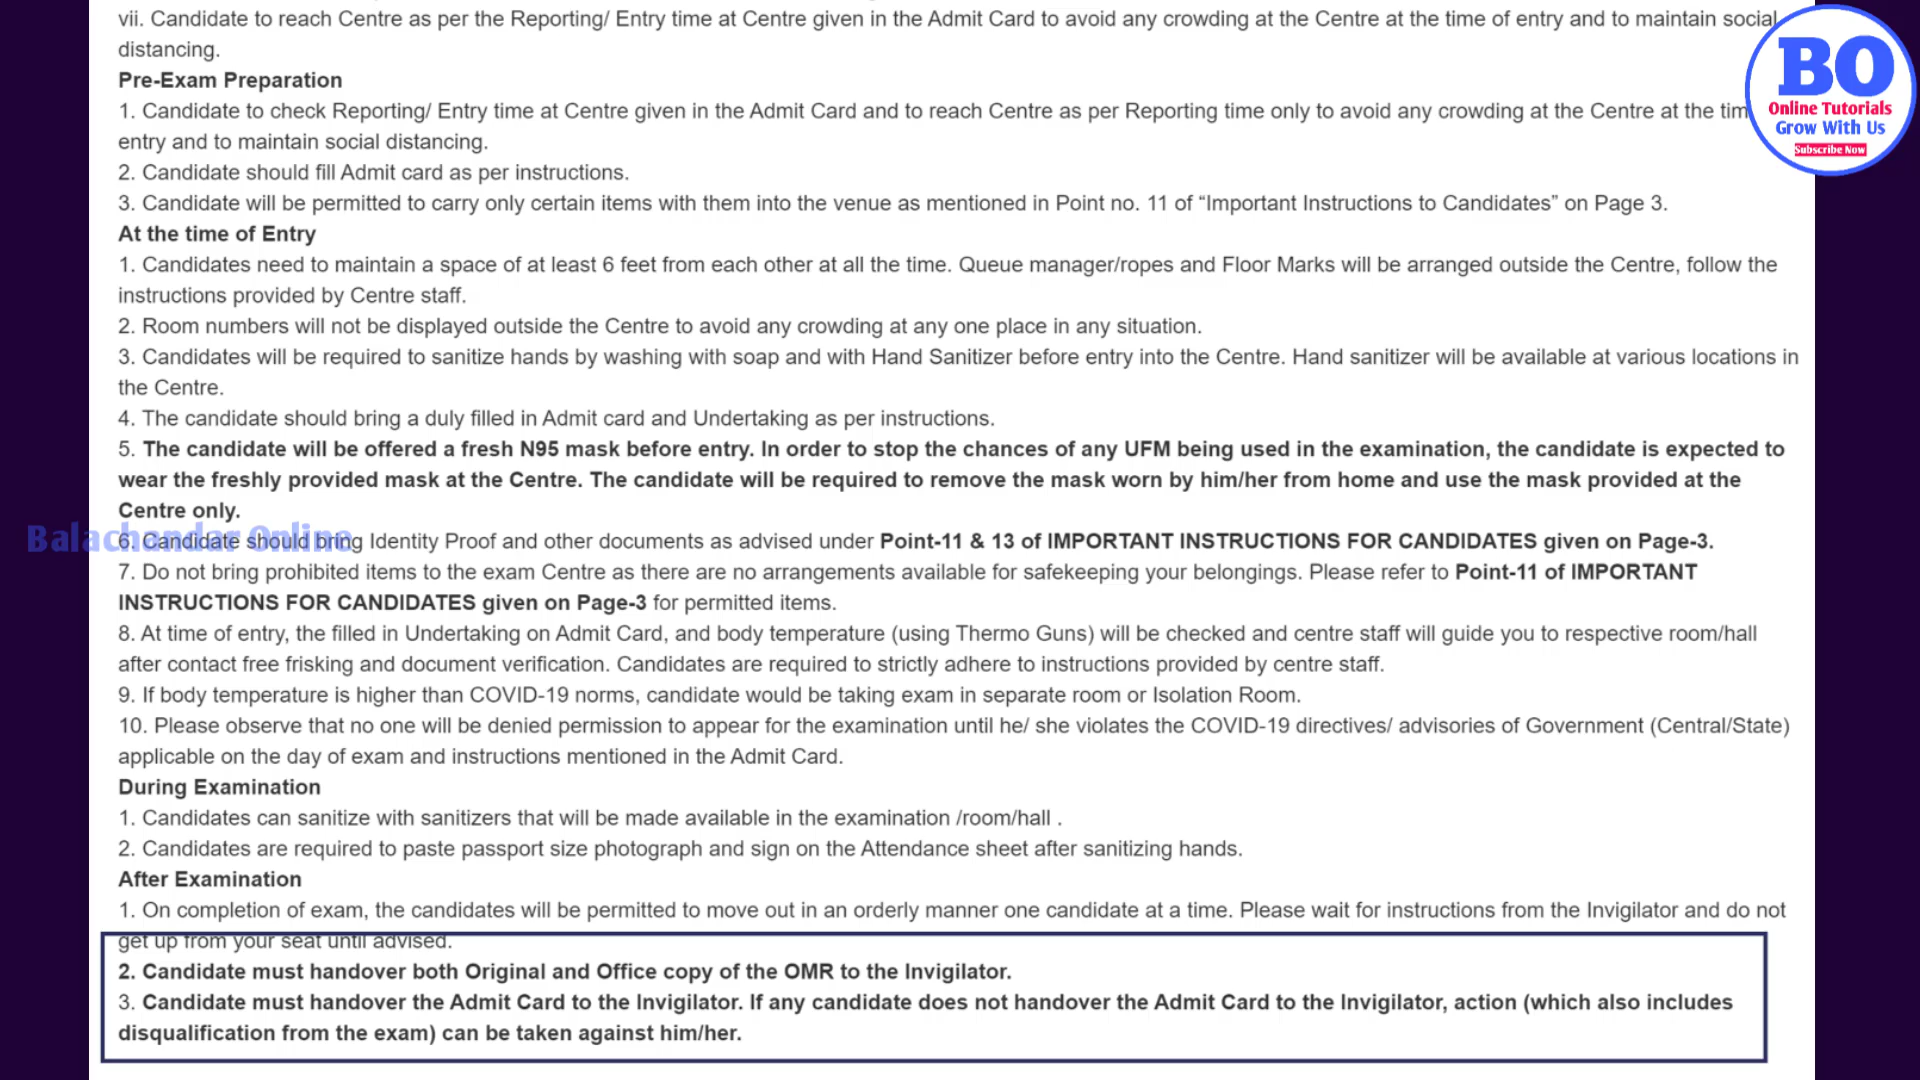 vii. Candidate to reach Centre as per the Reporting/ Entry time at Centre given in the Admit Card to avoid any crowding at the Centre at the time of entry and to maintain social
distancing.
Pre-Exam Preparation
1. Candidate to check Reporting/ Entry time at Centre given in the Admit Card and to reach Centre as per Reporting time only to avoid any crowding at the Centre at the tim
entry and to maintain social distancing.
2. Candidate should fill Admit card as per instructions.
3. Candidate will be permitted to carry only certain items with them into the venue as mentioned in Point no. 11 of “Important Instructions to Candidates” on Page 3.
At the time of Entry
1. Candidates need to maintain a space of at least 6 feet from each other at all the time. Queue manager/ropes and Floor Marks will be arranged outside the Centre, follow the
instructions provided by Centre staff.
2. Room numbers will not be displayed outside the Centre to avoid any crowding at any one place in any situation.
3. Candidates will be required to sanitize hands by washing with soap and with Hand Sanitizer before entry into the Centre. Hand sanitizer will be available at various locations in
the Centre.
4. The candidate should bring a duly filled in Admit card and Undertaking as per instructions.
5. The candidate will be offered a fresh N95 mask before entry. In order to stop the chances of any UFM being used in the examination, the candidate is expected to
wear the freshly provided mask at the Centre. The candidate will be required to remove the mask worn by him/her from home and use the mask provided at the
Centre only.
6. Candidate should bring Identity Proof and other documents as advised under Point-11 & 13 of IMPORTANT INSTRUCTIONS FOR CANDIDATES given on Page-3.
7. Do not bring prohibited items to the exam Centre as there are no arrangements available for safekeeping your belongings. Please refer to Point-11 of IMPORTANT
INSTRUCTIONS FOR CANDIDATES given on Page-3 for permitted items.
8. At time of entry, the filled in Undertaking on Admit Card, and body temperature (using Thermo Guns) will be checked and centre staff will guide you to respective room/hall
after contact free frisking and document verification. Candidates are required to strictly adhere to instructions provided by centre staff.
9. If body temperature is higher than COVID-19 norms, candidate would be taking exam in separate room or Isolation Room.
10. Please observe that no one will be denied permission to appear for the examination until he/ she violates the COVID-19 directives/ advisories of Government (Central/State)
applicable on the day of exam and instructions mentioned in the Admit Card.
During Examination
1. Candidates can sanitize with sanitizers that will be made available in the examination /room/hall .
2. Candidates are required to paste passport size photograph and sign on the Attendance sheet after sanitizing hands.
After Examination
1. On completion of exam, the candidates will be permitted to move out in an orderly manner one candidate at a time. Please wait for instructions from the Invigilator and do not
get up from your seat until advised.
2. Candidate must handover both Original and Office copy of the OMR to the Invigilator.
3. Candidate must handover the Admit Card to the Invigilator. If any candidate does not handover the Admit Card to the Invigilator, action (which also includes
disqualification from the exam) can be taken against him/her.
Balachandar Online
BO
Online Tutorials
Grow With Us
Subscribe Now